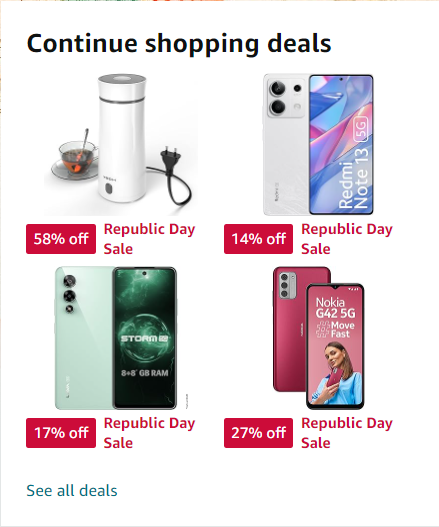 Continue shopping deals
58% off
Republic Day
Sale
Redmi
Note 13 5G
14% off
Republic Day
Sale
STORM
8+8* GB RAM
17% off
Republic Day
Sale
Nokia
G42 5G
Move
Fast
27% off
Republic Day
Sale
See all deals